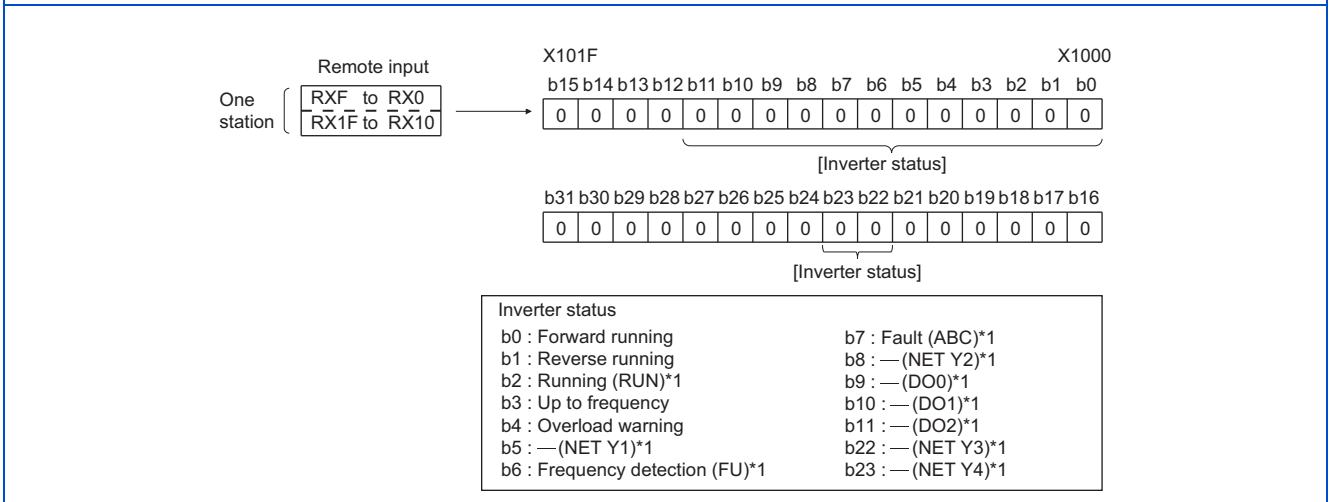 X101F X1000
Remote input
b15 b14 b13 b12 b11 b10 b9 b8 b7 b6 b5 b4 b3 b2 b1 b0
One
station
RXF to RX0
RX1F to RX10
0 0 0 0 0 0 0 0 0 0 0 0 0 0 0 0
[Inverter status]
b31 b30 b29 b28 b27 b26 b25 b24 b23 b22 b21 b20 b19 b18 b17 b16
0 0 0 0 0 0 0 0 0 0 0 0 0 0 0 0
[Inverter status]
Inverter status
b0 : Forward running
b1 : Reverse running
b2 : Running (RUN)*1
b3 : Up to frequency
b4 : Overload warning
b5 : — (NET Y1)*1
b6 : Frequency detection (FU)*1
b7 : Fault (ABC)*1
b8 : — (NET Y2)*1
b9 : — (DO0)*1
b10 : — (DO1)*1
b11 : — (DO2)*1
b22 : — (NET Y3)*1
b23 : — (NET Y4)*1